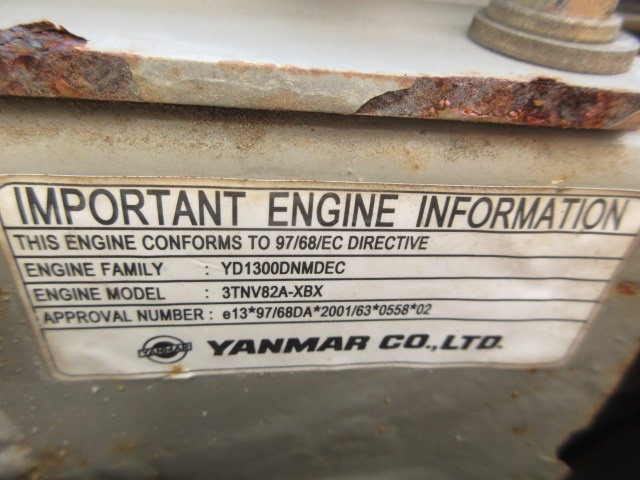 IMPORTANT ENGINE INFORMATION
THIS ENGINE CONFORMS TO 97/68/EC DIRECTIVE
ENGINE FAMILY : YD1300DNMDEC
ENGINE MODEL : 3TNV82A-XBX
APPROVAL NUMBER : e13*97/68DA*2001/63*0558*02
YANMAR YANMAR CO.,LTD.